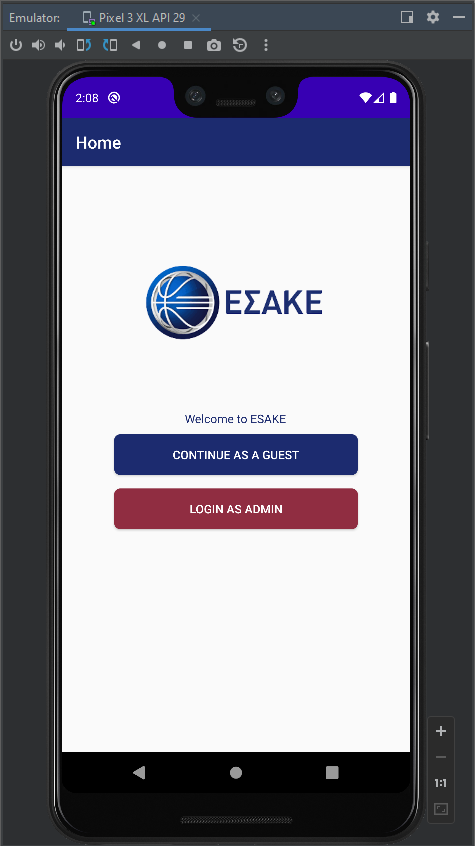 Emulator: Pixel 3 XL API 29
2:08
Home
ΕΣΑΚΕ
Welcome to ESAKE
CONTINUE AS A GUEST
LOGIN AS ADMIN
1:1